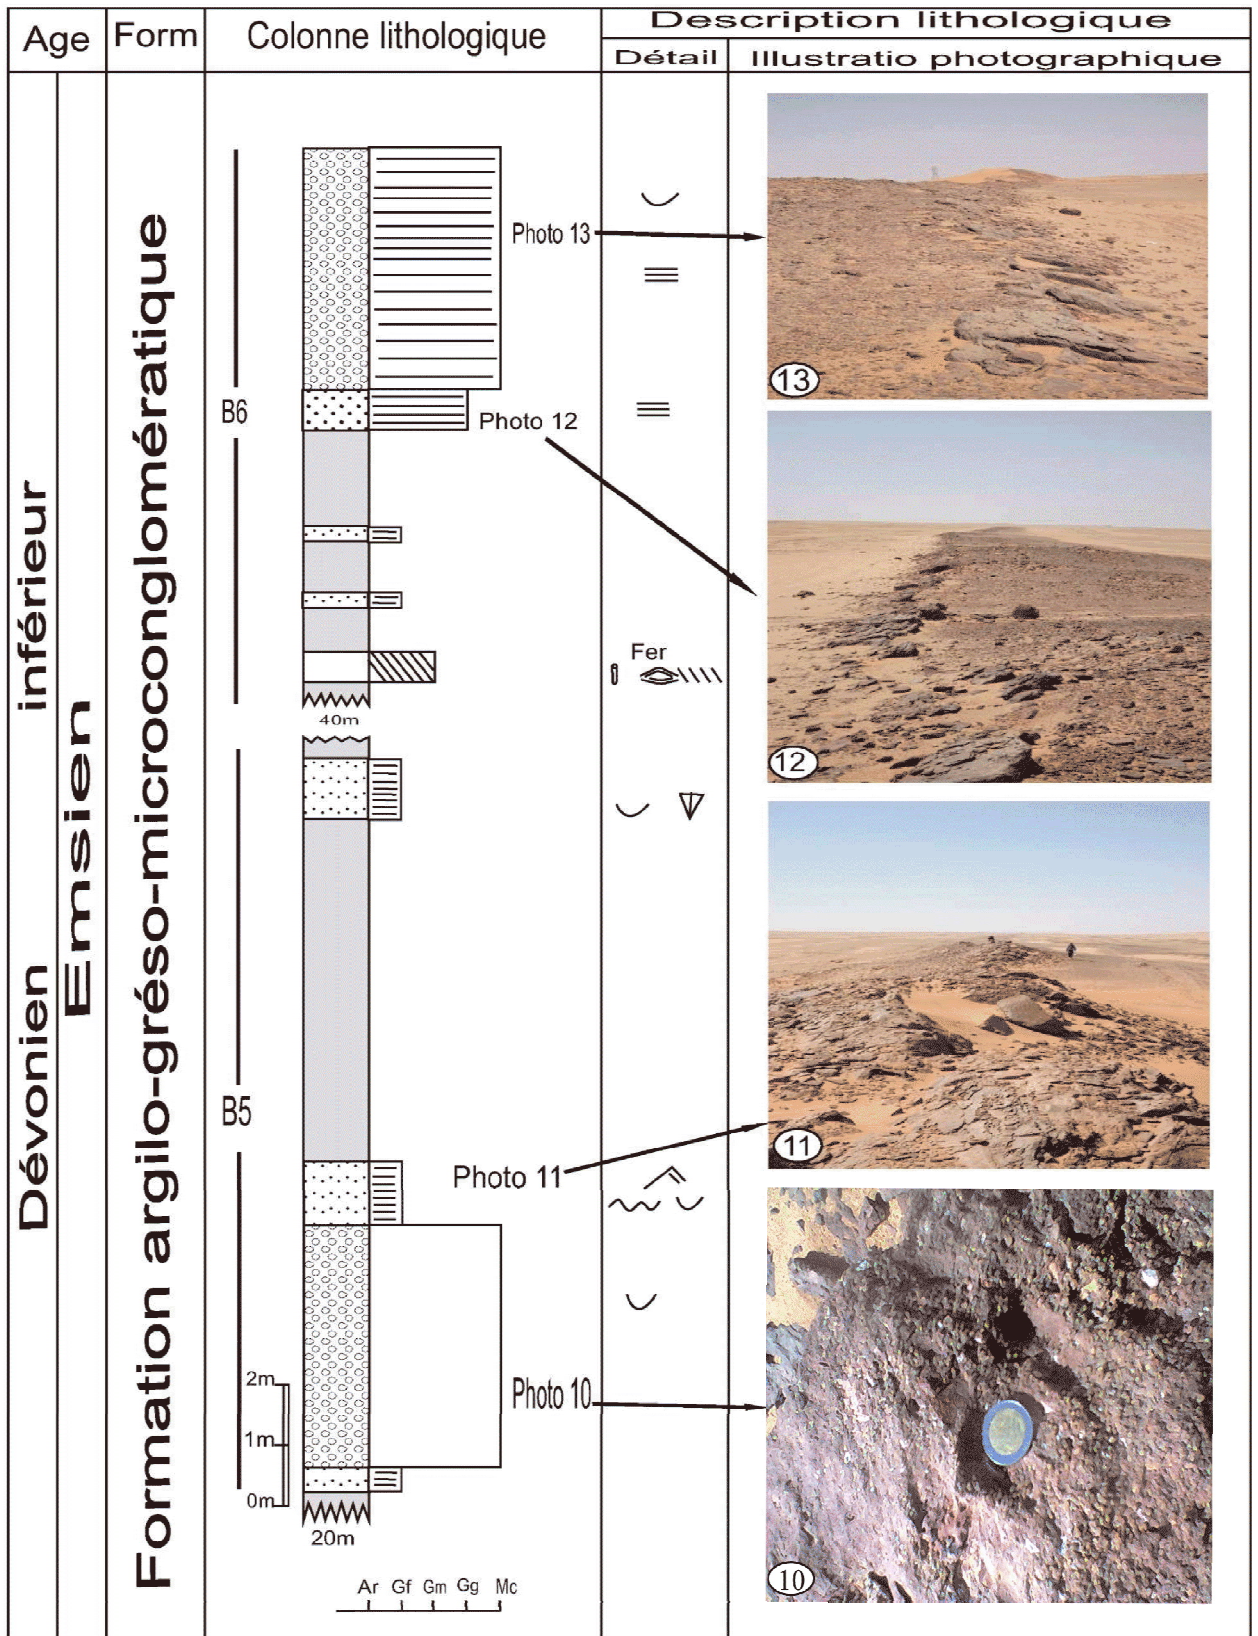 Age
Form
Colonne lithologique
Description lithologique
Détail
Illustratio photographique
Dévonien inférieur
Emsien
Formation argilo-gréso-microconglomératique
Photo 13
13
B6
Photo 12
12
Fer
40m
B5
Photo 11
11
2m
Photo 10
1m
0m
20m
10
Ar Gf Gm Gg Mc